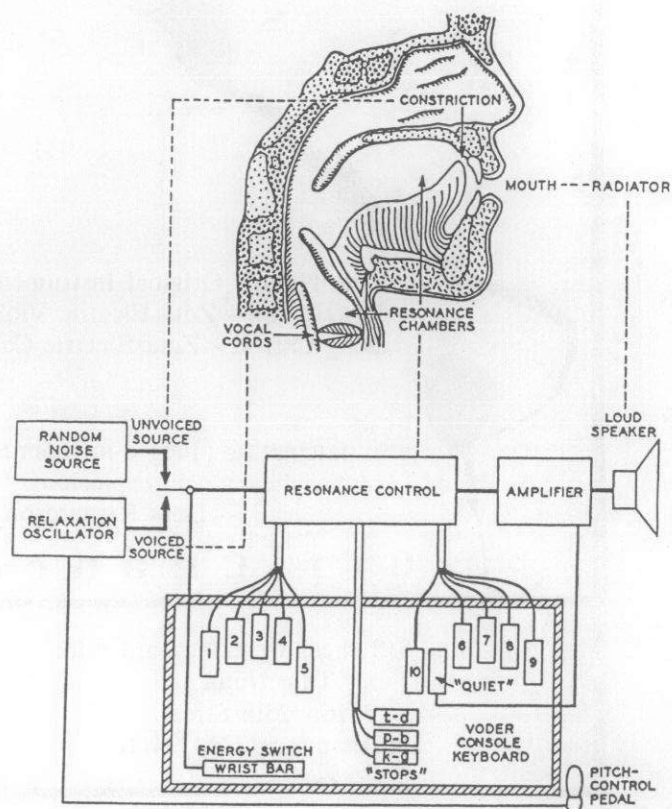 CONSTRICTION
MOUTH
RADIATOR
VOCAL
CORDS
RESONANCE
CHAMBERS
LOUD
SPEAKER
RANDOM
NOISE
SOURCE
UNVOICED
SOURCE
RELAXATION
OSCILLATOR
VOICED
SOURCE
RESONANCE CONTROL
AMPLIFIER
1
2
3
4
5
10
"QUIET"
6
7
8
9
t-d
p-b
k-g
"STOPS"
VODER
CONSOLE
KEYBOARD
ENERGY SWITCH
WRIST BAR
PITCH-
CONTROL
PEDAL